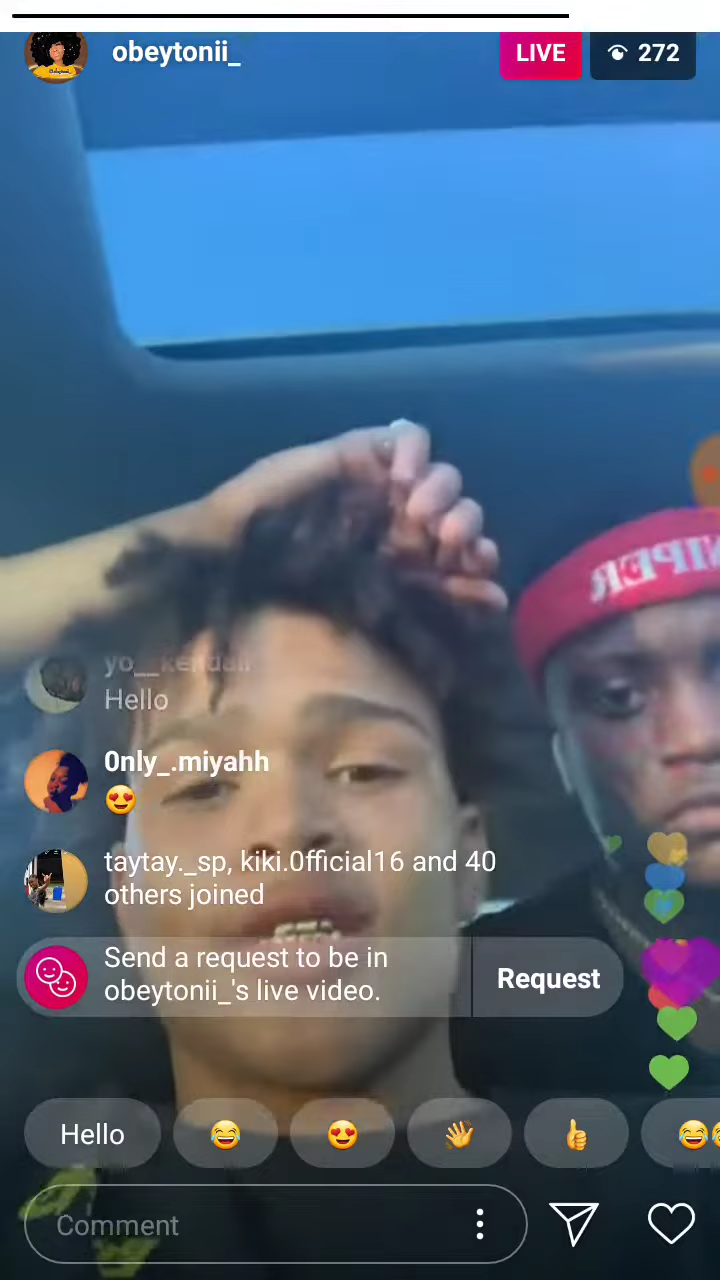 obeytonii_
LIVE
272
yo__kendall
Hello
0nly_.miyahh
😍
taytay._sp, kiki.0fficial16 and 40
others joined
Send a request to be in
obeytonii_'s live video.
Request
Hello
😂
😍
👋
👍
😂
Comment